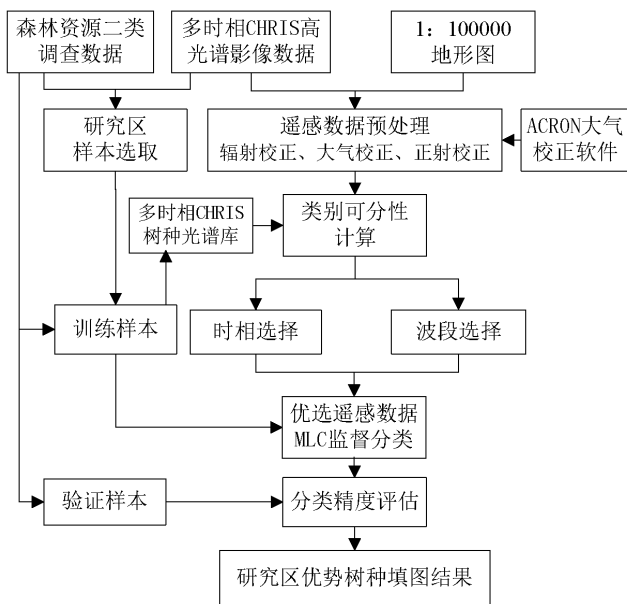 森林资源二类
调查数据
多时相CHRIS高
光谱影像数据
1: 100000
地形图
研究区
样本选取
遥感数据预处理
辐射校正、大气校正、正射校正
ACRON大气
校正软件
多时相CHRIS
树种光谱库
类别可分性
计算
训练样本
时相选择
波段选择
优选遥感数据
MLC监督分类
验证样本
分类精度评估
研究区优势树种填图结果